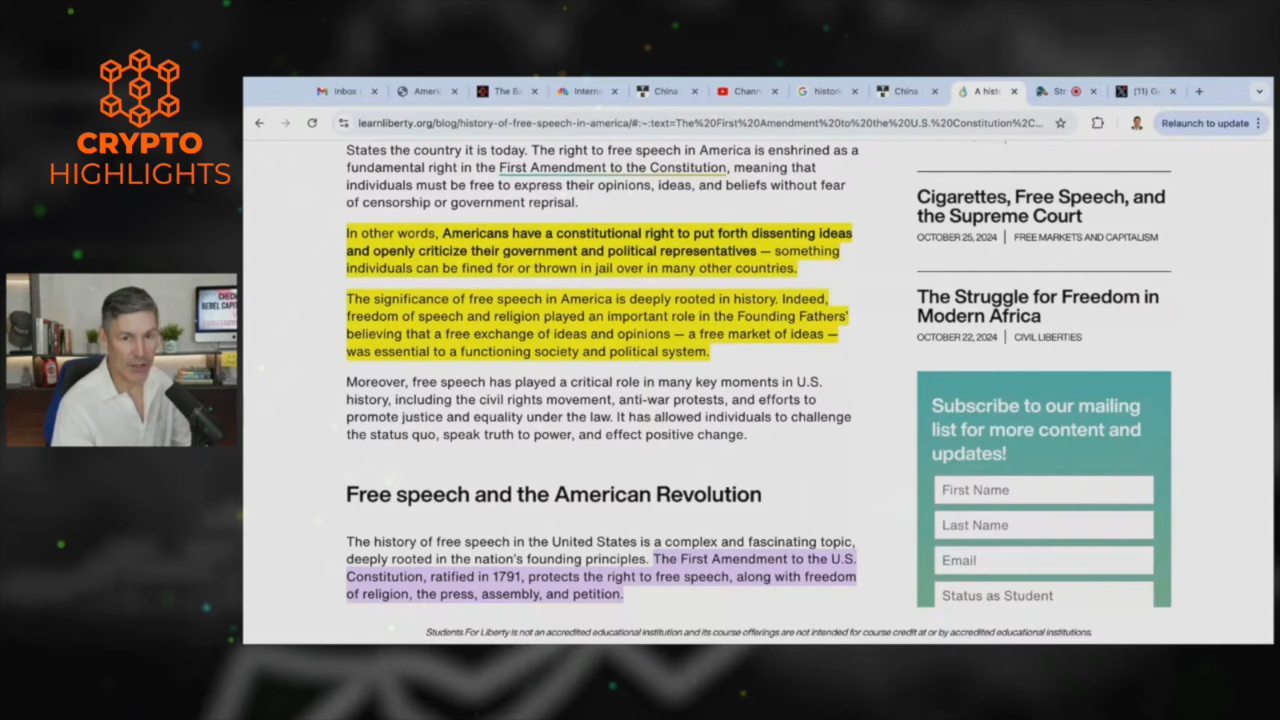 CRYPTO
HIGHLIGHTS
Inbox
Americ
The B
Intern
China
Chann
histori
China
A hist
Str
(11) G
learnliberty.org/blog/history-of-free-speech-in-america/#:~:text=The%20First%20Amendment%20to%20the%20U.S.%20Constitution%2C...
Relaunch to update
States the country it is today. The right to free speech in America is enshrined as a
fundamental right in the First Amendment to the Constitution, meaning that
individuals must be free to express their opinions, ideas, and beliefs without fear
of censorship or government reprisal.
In other words, Americans have a constitutional right to put forth dissenting ideas
and openly criticize their government and political representatives — something
individuals can be fined for or thrown in jail over in many other countries.
The significance of free speech in America is deeply rooted in history. Indeed,
freedom of speech and religion played an important role in the Founding Fathers'
believing that a free exchange of ideas and opinions — a free market of ideas —
was essential to a functioning society and political system.
Moreover, free speech has played a critical role in many key moments in U.S.
history, including the civil rights movement, anti-war protests, and efforts to
promote justice and equality under the law. It has allowed individuals to challenge
the status quo, speak truth to power, and effect positive change.
Free speech and the American Revolution
The history of free speech in the United States is a complex and fascinating topic,
deeply rooted in the nation's founding principles. The First Amendment to the U.S.
Constitution, ratified in 1791, protects the right to free speech, along with freedom
of religion, the press, assembly, and petition.
Cigarettes, Free Speech, and
the Supreme Court
OCTOBER 25, 2024 | FREE MARKETS AND CAPITALISM
The Struggle for Freedom in
Modern Africa
OCTOBER 22, 2024 | CIVIL LIBERTIES
Subscribe to our mailing
list for more content and
updates!
First Name
Last Name
Email
Status as Student
Students For Liberty is not an accredited educational institution and its course offerings are not intended for course credit at or by accredited educational institutions.